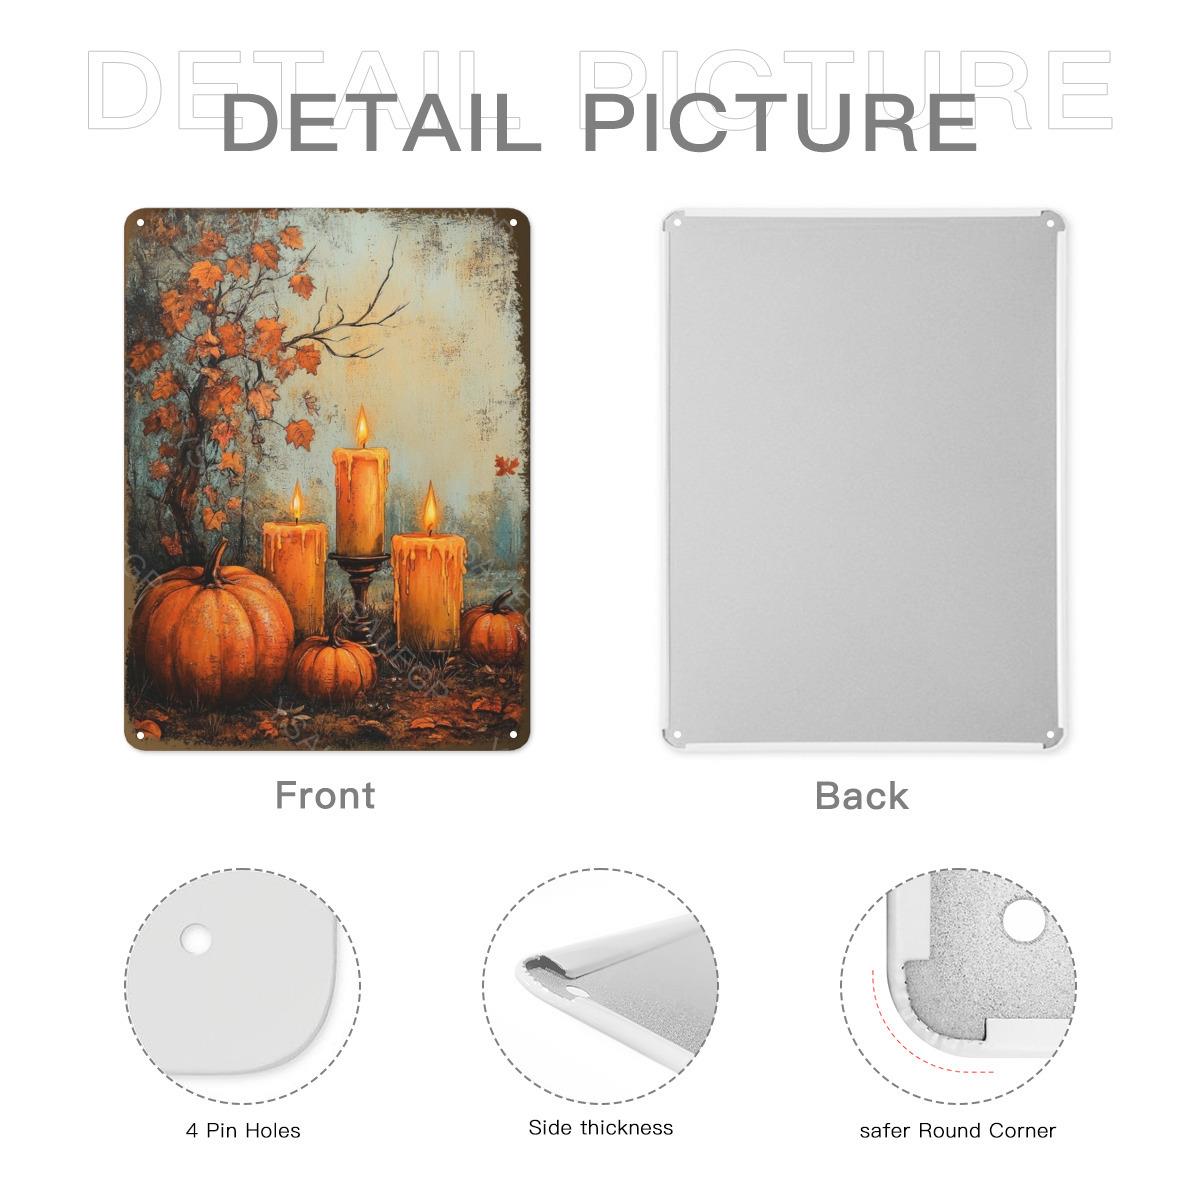 DETAIL PICTURE
DETAIL PICTURE
Front
Back
4 Pin Holes
Side thickness
safer Round Corner